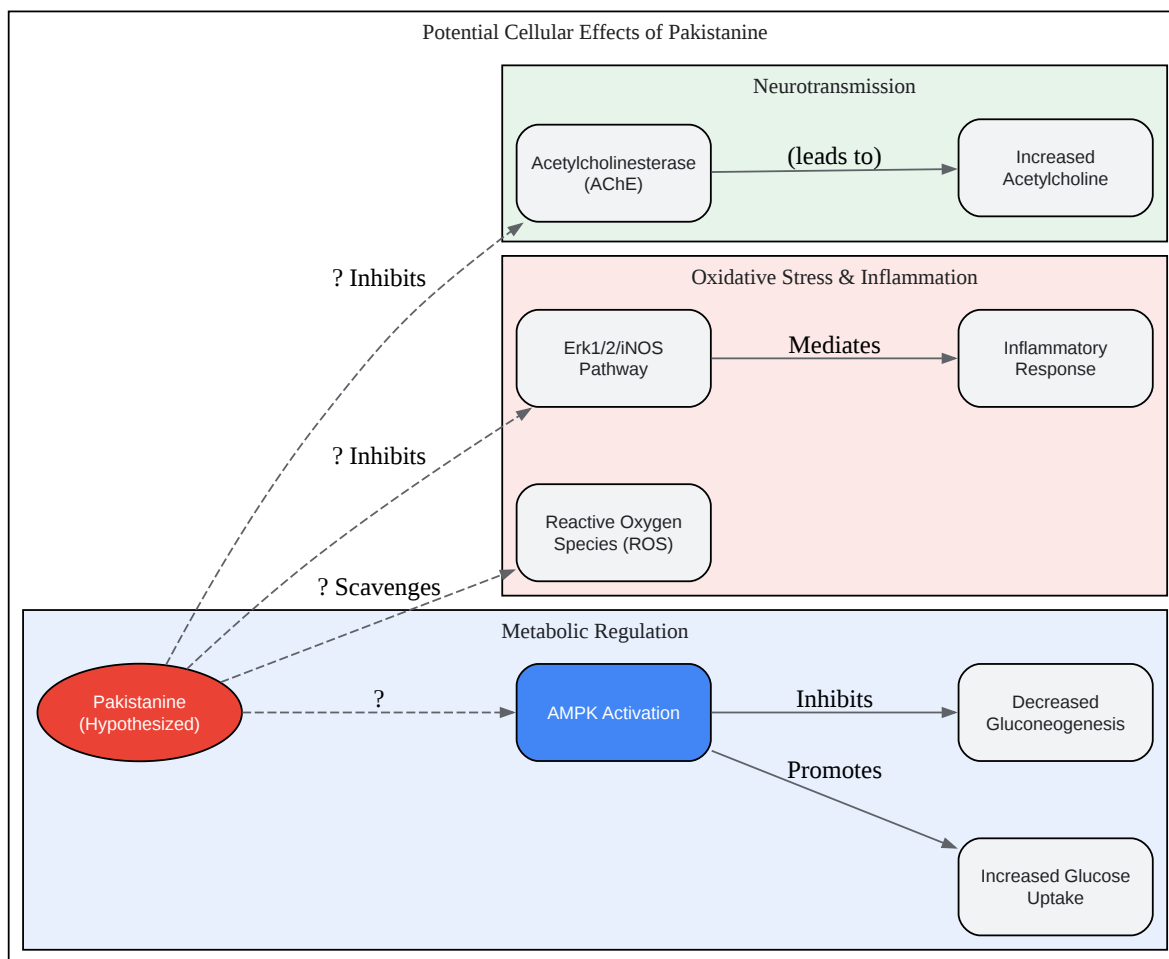 Potential Cellular Effects of Pakistanine
Neurotransmission
Acetylcholinesterase
(AChE)
(leads to)
Increased
Acetylcholine
? Inhibits
Oxidative Stress & Inflammation
Erk1/2/iNOS
Pathway
Mediates
Inflammatory
Response
? Inhibits
Reactive Oxygen
Species (ROS)
? Scavenges
Metabolic Regulation
Pakistanine
(Hypothesized)
?
AMPK Activation
Inhibits
Decreased
Gluconeogenesis
Promotes
Increased Glucose
Uptake